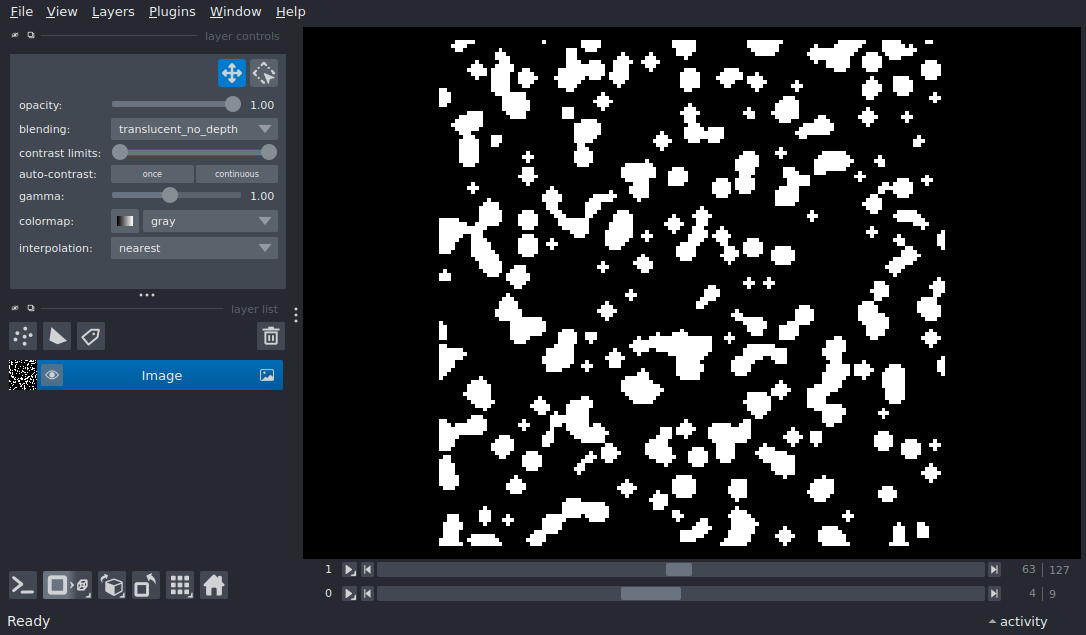 File View Layers Plugins Window Help
layer controls
opacity: 1.00
blending: translucent_no_depth
contrast limits:
auto-contrast: once continuous
gamma: 1.00
colormap: gray
interpolation: nearest
layer list
Image
1 63 127
0 4 9
Ready activity